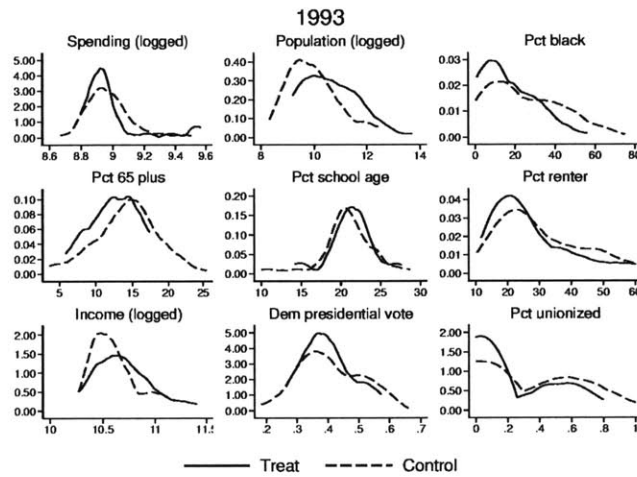 1993
Spending (logged) Population (logged) Pct black
5.00 0.40 0.03
4.00 0.30
3.00 0.02
2.00 0.20 0.01
1.00 0.10
0.00 0.00 0.00
8.6 8.8 9 9.2 9.4 9.6 8 10 12 14 0 20 40 60 80
Pct 65 plus Pct school age Pct renter
0.10 0.20 0.05
0.08 0.15 0.04
0.06 0.10 0.03
0.04 0.02
0.02 0.05 0.01
0.00 0.00 0.00
5 10 15 20 25 10 15 20 25 30 10 20 30 40 50 60
Income (logged) Dem presidential vote Pct unionized
2.00 5.00 2.00
1.50 4.00 1.50
1.00 3.00 1.00
0.50 2.00 0.50
0.00 1.00 0.00
0.00
10 10.5 11 11.5 .2 .3 .4 .5 .6 .7 0 .2 .4 .6 .8 1
Treat Control